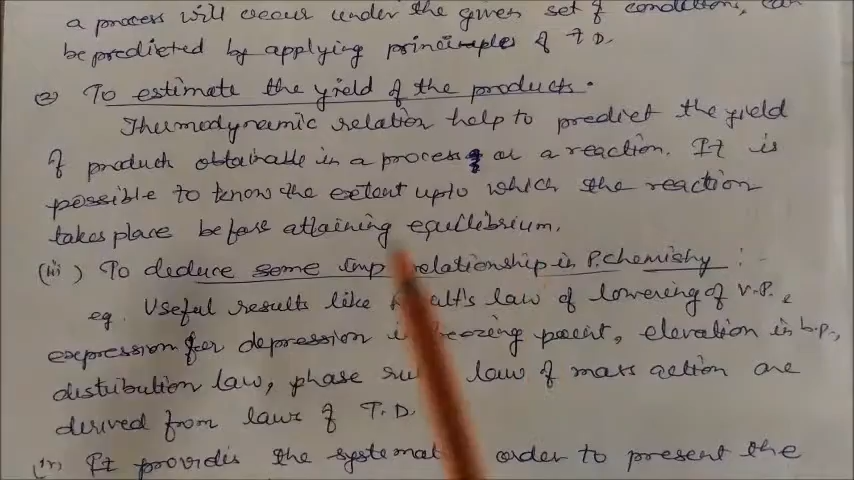 a process will occur under the given set of conditions, can
be predicted by applying principles of T.D.
② To estimate the yield of the products.
Thermodynamic relation help to predict the yield
of product obtainable in a process or a reaction. It is
possible to know the extent upto which the reaction
takes place before attaining equilibrium.
(iii) To deduce some Imp relationship in P. Chemistry :
eg. Useful results like law of lowering of V.P.,
expression for depression freezing point, elevation in b.p.,
distribution law, phase law of mass action are
derived from laws of T.D.
(iv) It provides the order to present the